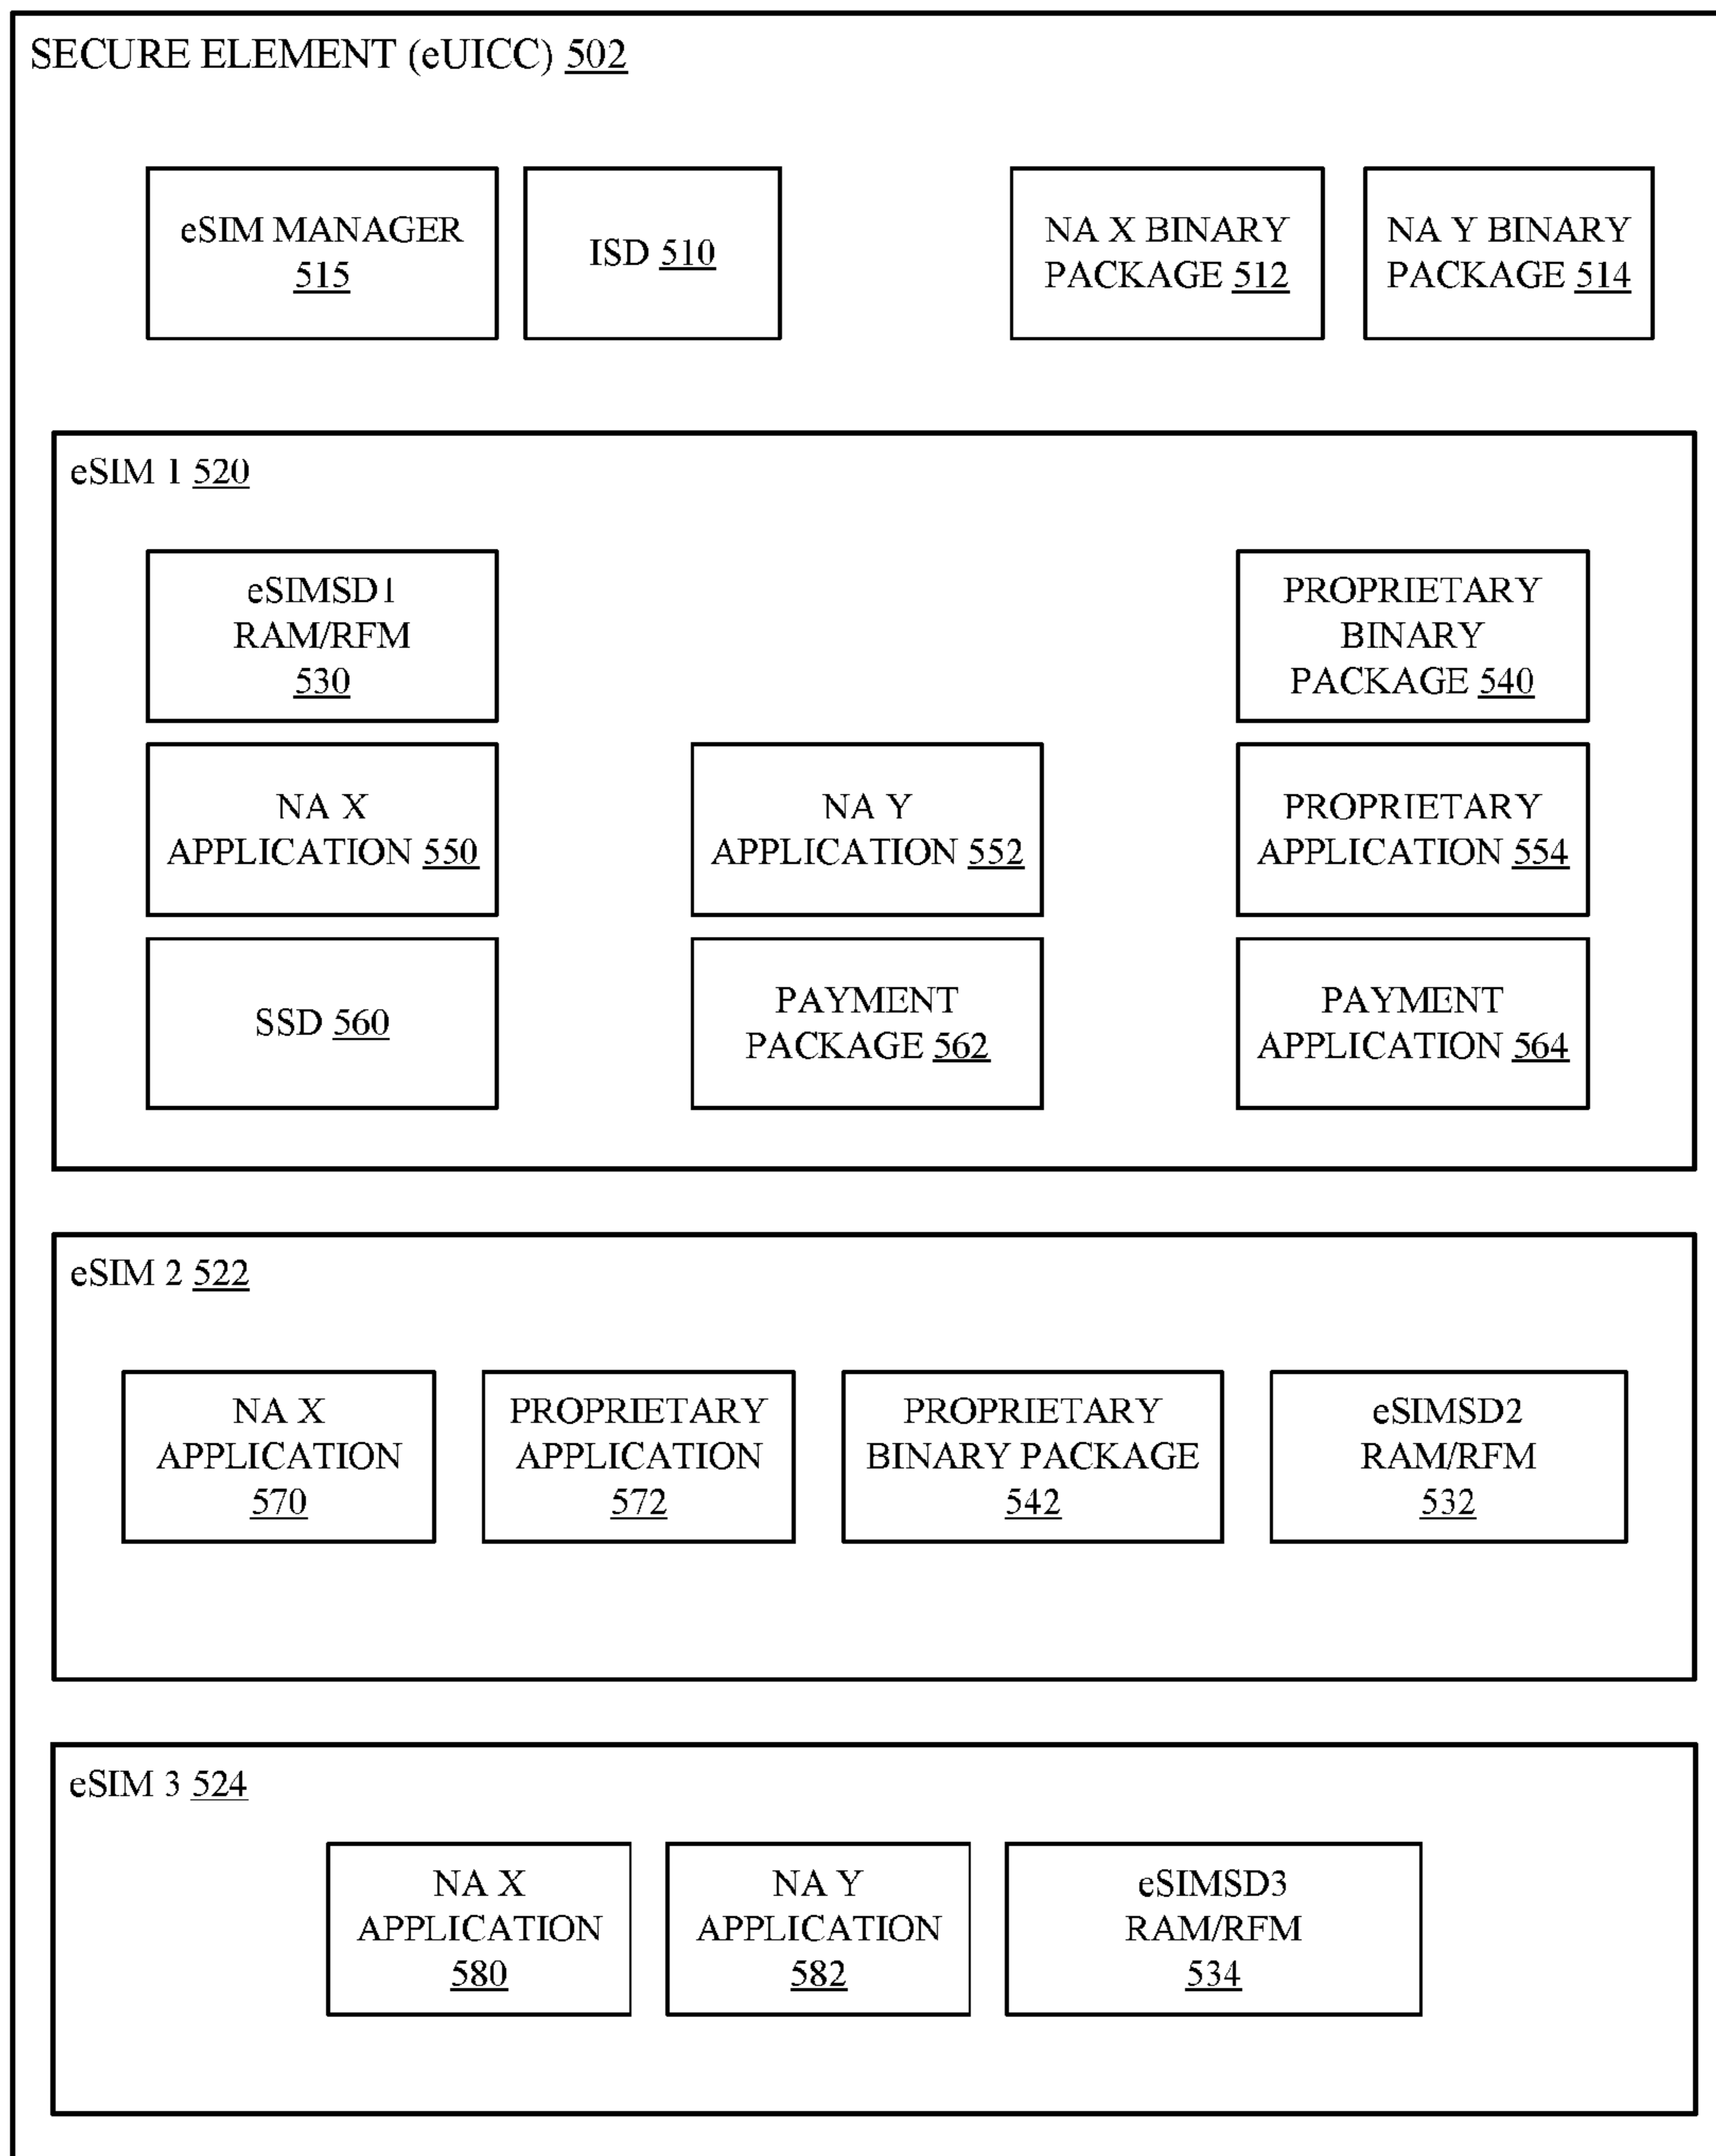 SECURE ELEMENT (eUICC) 502
eSIM MANAGER
515
ISD 510
NA X BINARY
PACKAGE 512
NA Y BINARY
PACKAGE 514
eSIM 1 520
eSIMSD1
RAM/RFM
530
PROPRIETARY
BINARY
PACKAGE 540
NA X
APPLICATION 550
NA Y
APPLICATION 552
PROPRIETARY
APPLICATION 554
SSD 560
PAYMENT
PACKAGE 562
PAYMENT
APPLICATION 564
eSIM 2 522
NA X
APPLICATION
570
PROPRIETARY
APPLICATION
572
PROPRIETARY
BINARY PACKAGE
542
eSIMSD2
RAM/RFM
532
eSIM 3 524
NA X
APPLICATION
580
NA Y
APPLICATION
582
eSIMSD3
RAM/RFM
534